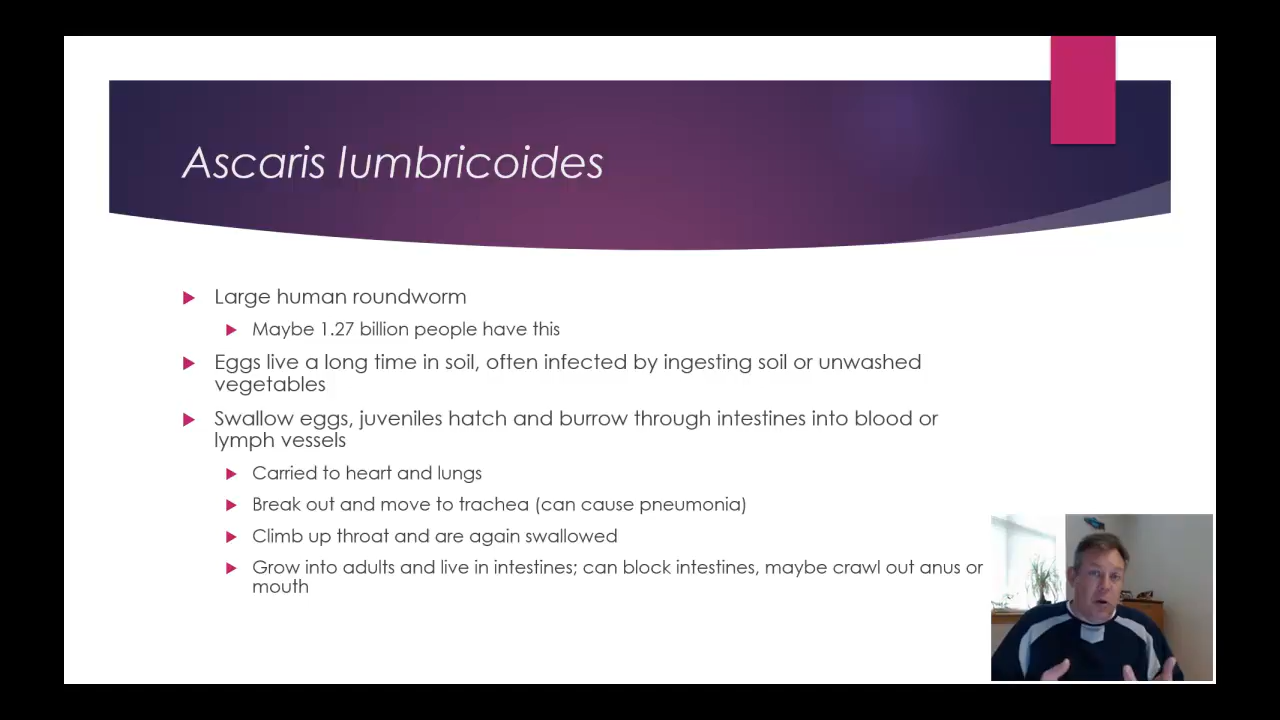 Ascaris lumbricoides
Large human roundworm
Maybe 1.27 billion people have this
Eggs live a long time in soil, often infected by ingesting soil or unwashed
vegetables
Swallow eggs, juveniles hatch and burrow through intestines into blood or
lymph vessels
Carried to heart and lungs
Break out and move to trachea (can cause pneumonia)
Climb up throat and are again swallowed
Grow into adults and live in intestines; can block intestines, maybe crawl out anus or
mouth